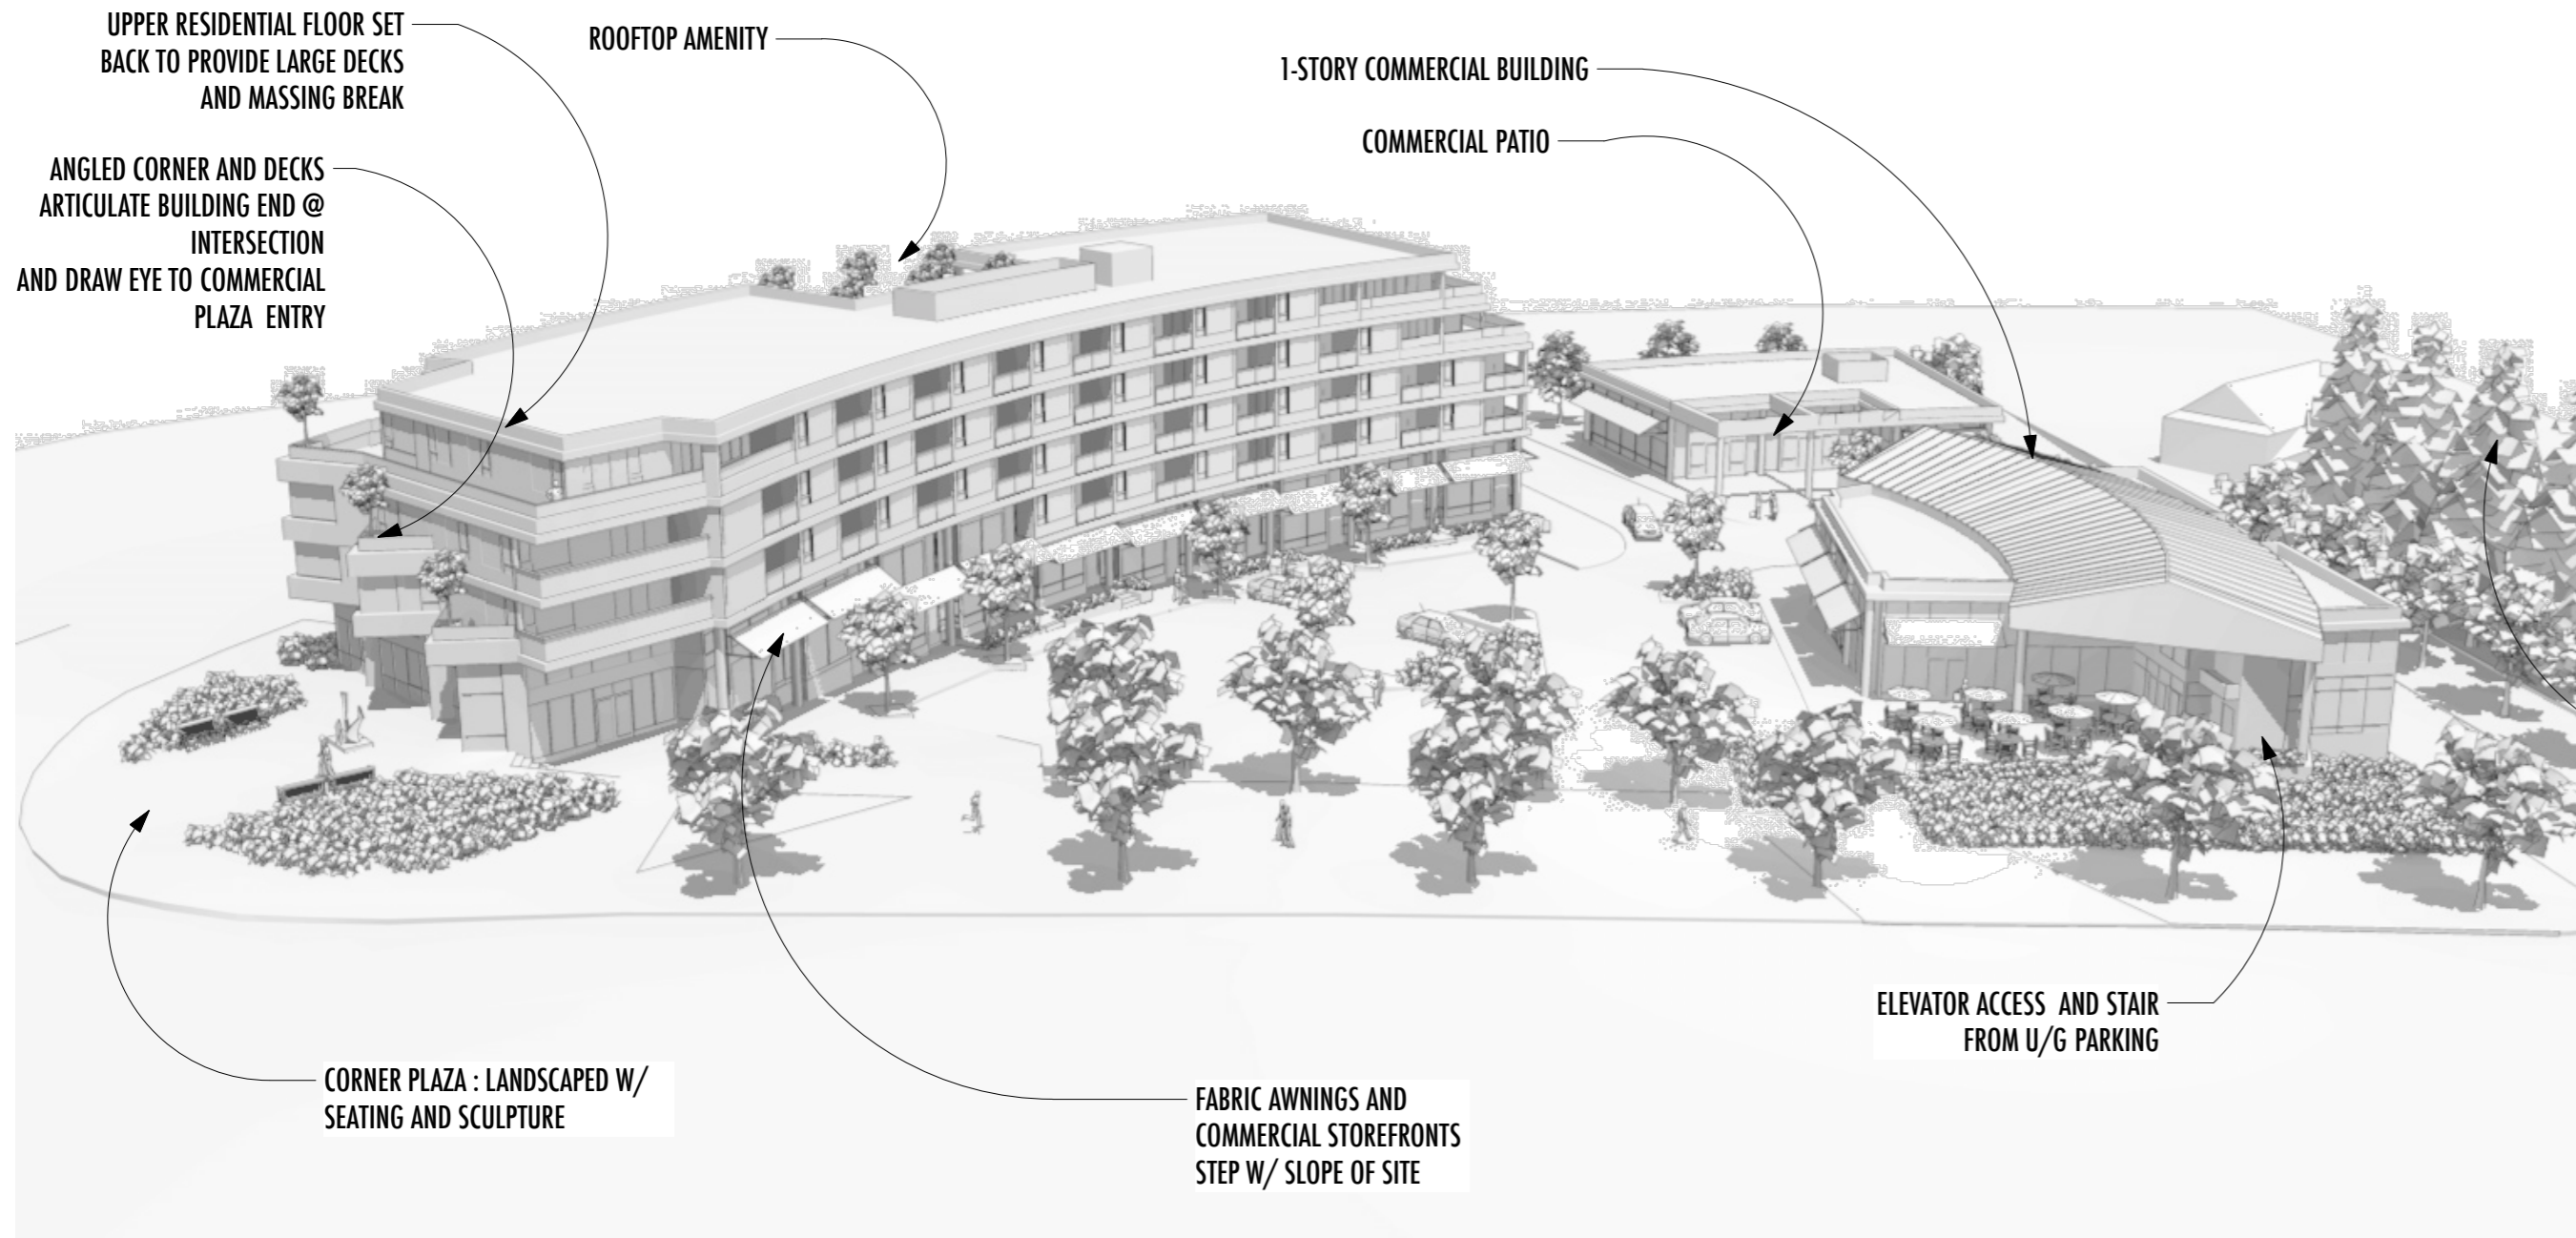 UPPER RESIDENTIAL FLOOR SET
BACK TO PROVIDE LARGE DECKS
AND MASSING BREAK
ROOFTOP AMENITY
1-STORY COMMERCIAL BUILDING
COMMERCIAL PATIO
ANGLED CORNER AND DECKS
ARTICULATE BUILDING END @
INTERSECTION
AND DRAW EYE TO COMMERCIAL
PLAZA ENTRY
ELEVATOR ACCESS AND STAIR
FROM U/G PARKING
CORNER PLAZA : LANDSCAPED W/
SEATING AND SCULPTURE
FABRIC AWNINGS AND
COMMERCIAL STOREFRONTS
STEP W/ SLOPE OF SITE